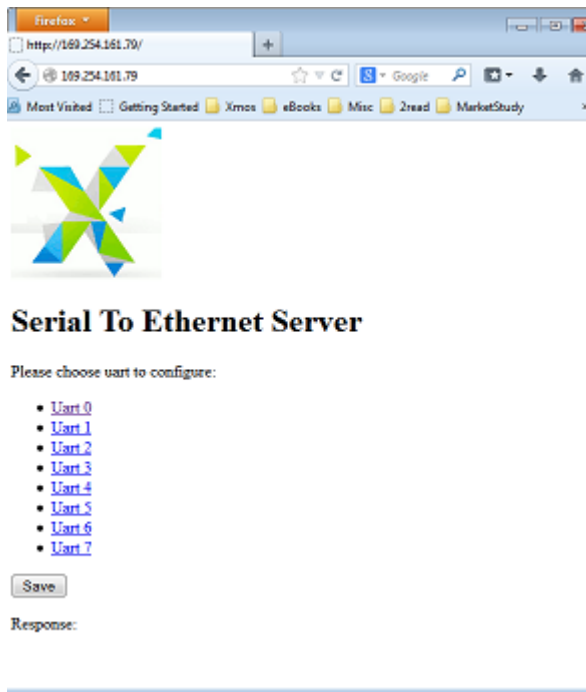 Firefox
http://169.254.161.79/
+
169.254.161.79
Google
Most Visited Getting Started Xmos eBooks Misc 2read MarketStudy
Serial To Ethernet Server
Please choose uart to configure:
Uart 0
Uart 1
Uart 2
Uart 3
Uart 4
Uart 5
Uart 6
Uart 7
Save
Response: